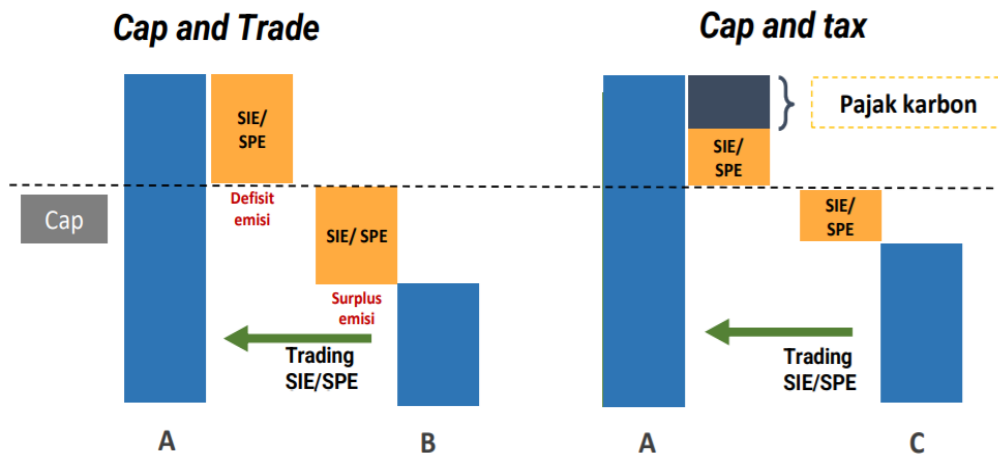 Cap and Trade
SIE/
SPE
Cap
Defisit
emisi
SIE/ SPE
Surplus
emisi
Trading
SIE/SPE
A
B
Cap and tax
Pajak karbon
SIE/
SPE
SIE/
SPE
Trading
SIE/SPE
A
C